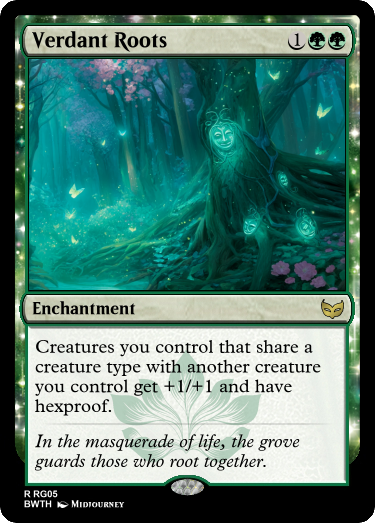 Verdant Roots 1
Enchantment
Creatures you control that share a
creature type with another creature
you control get +1/+1 and have
hexproof.
In the masquerade of life, the grove
guards those who root together.
R RG05
BWTH Midjourney